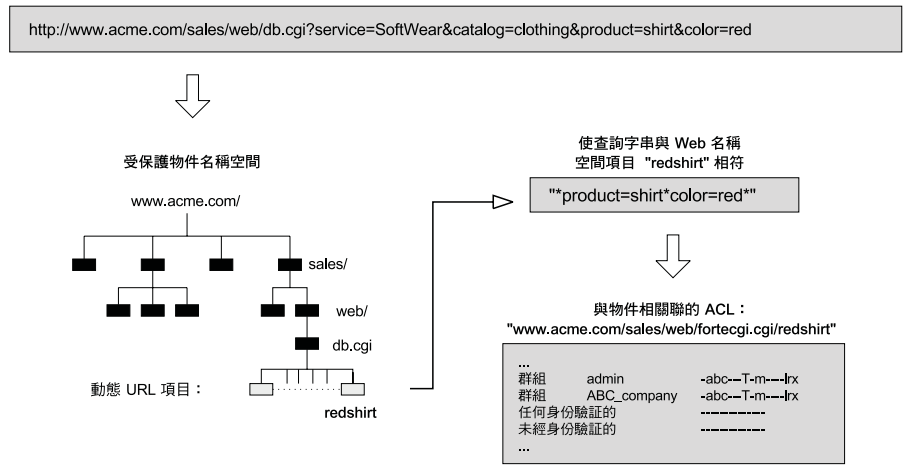 http://www.acme.com/sales/web/db.cgi?service=SoftWear&catalog=clothing&product=shirt&color=red
受保護物件名稱空間
www.acme.com/
sales/
web/
db.cgi
動態 URL 項目：
redshirt
使查詢字串與 Web 名稱
空間項目 "redshirt" 相符
"*product=shirt*color=red*"
與物件相關聯的 ACL：
"www.acme.com/sales/web/fortecgi.cgi/redshirt"
...
群組 admin -abc---T-m----lrx
群組 ABC_company -abc---T-m----lrx
任何身份驗証的 ---------------
未經身份驗証的 ---------------
...